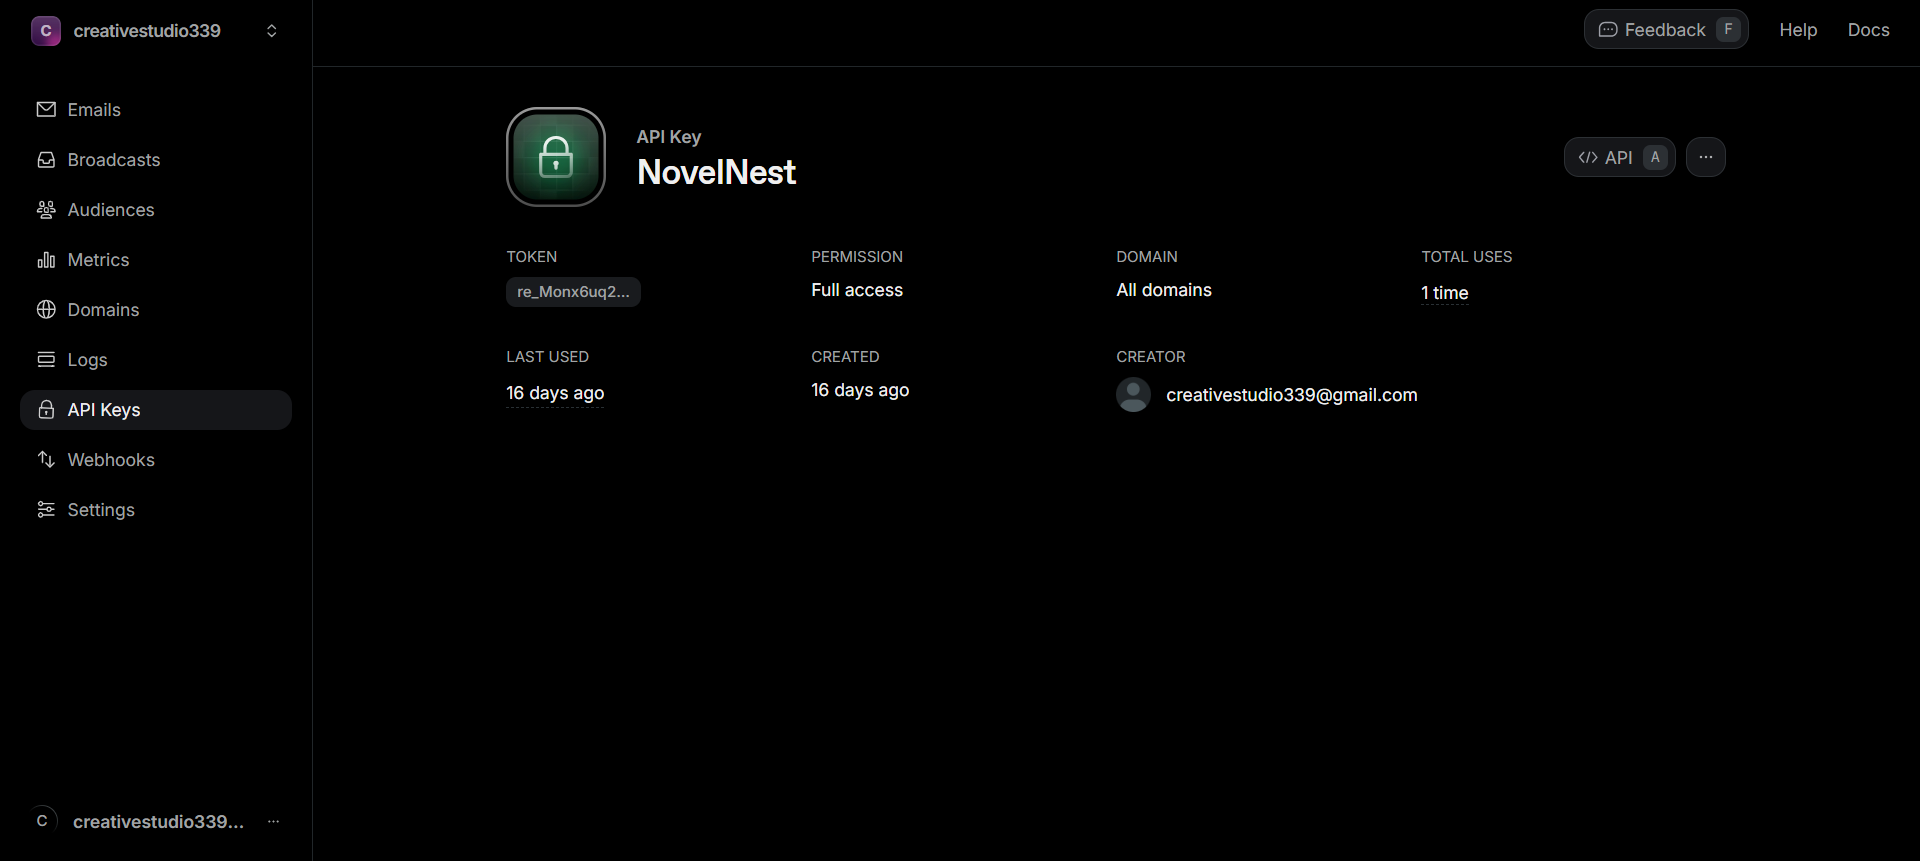 C creativestudio339
Feedback F Help Docs
Emails
Broadcasts
Audiences
Metrics
Domains
Logs
API Keys
Webhooks
Settings
C creativestudio339...
API Key
NovelNest
API A
TOKEN
re_Monx6uq2...
PERMISSION
Full access
DOMAIN
All domains
TOTAL USES
1 time
LAST USED
16 days ago
CREATED
16 days ago
CREATOR
creativestudio339@gmail.com